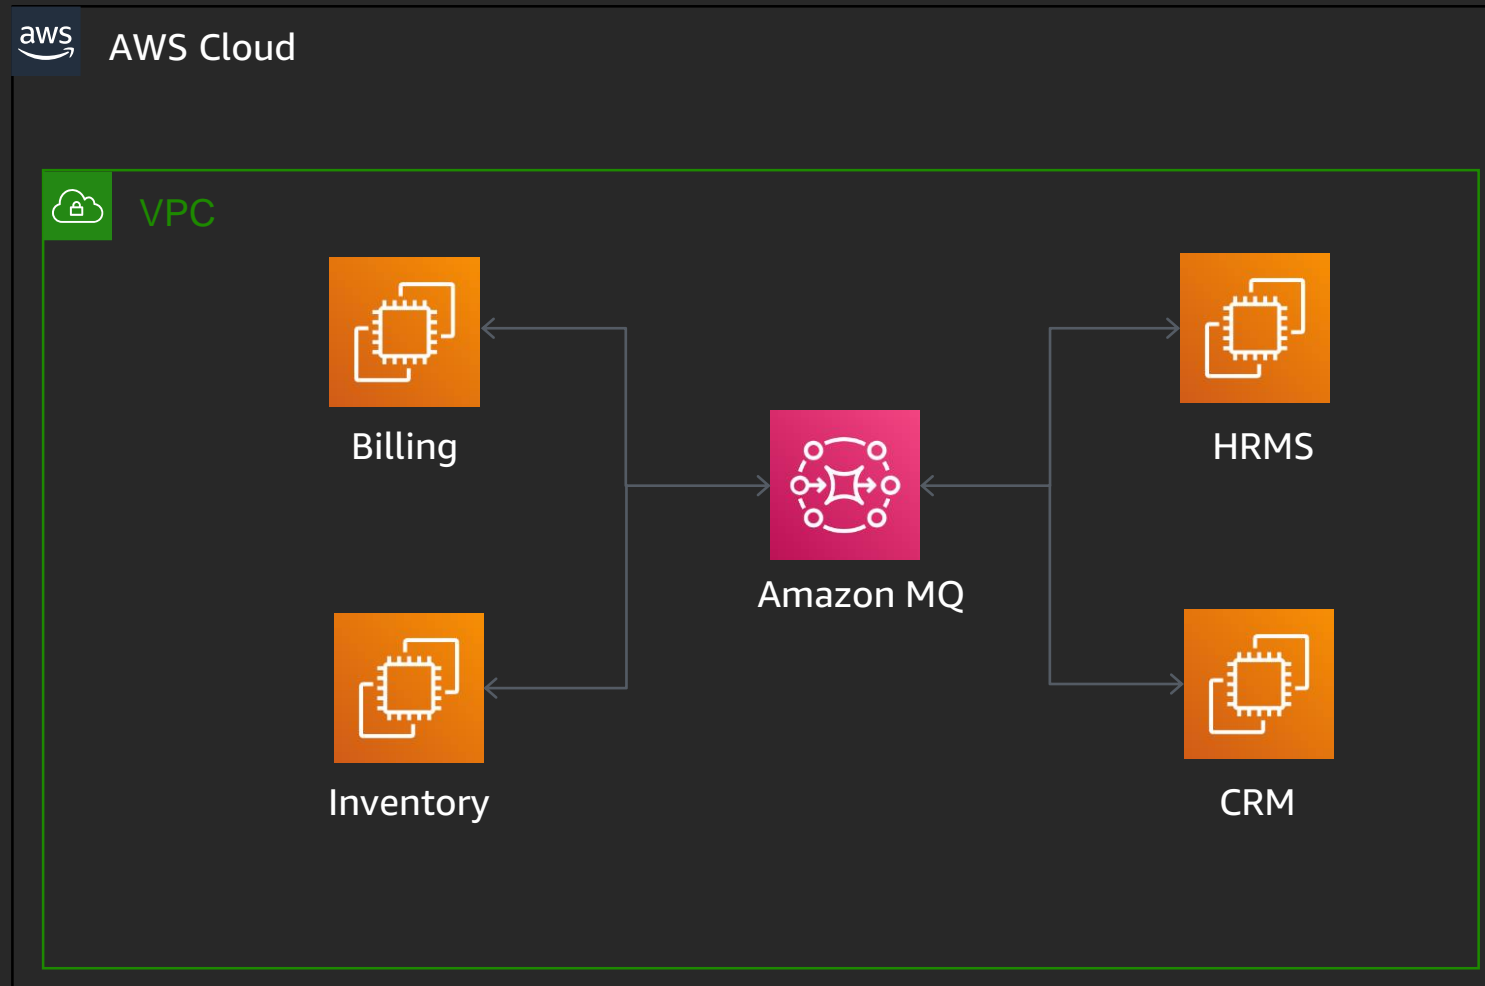 aws
AWS Cloud
VPC
Billing
HRMS
Amazon MQ
Inventory
CRM